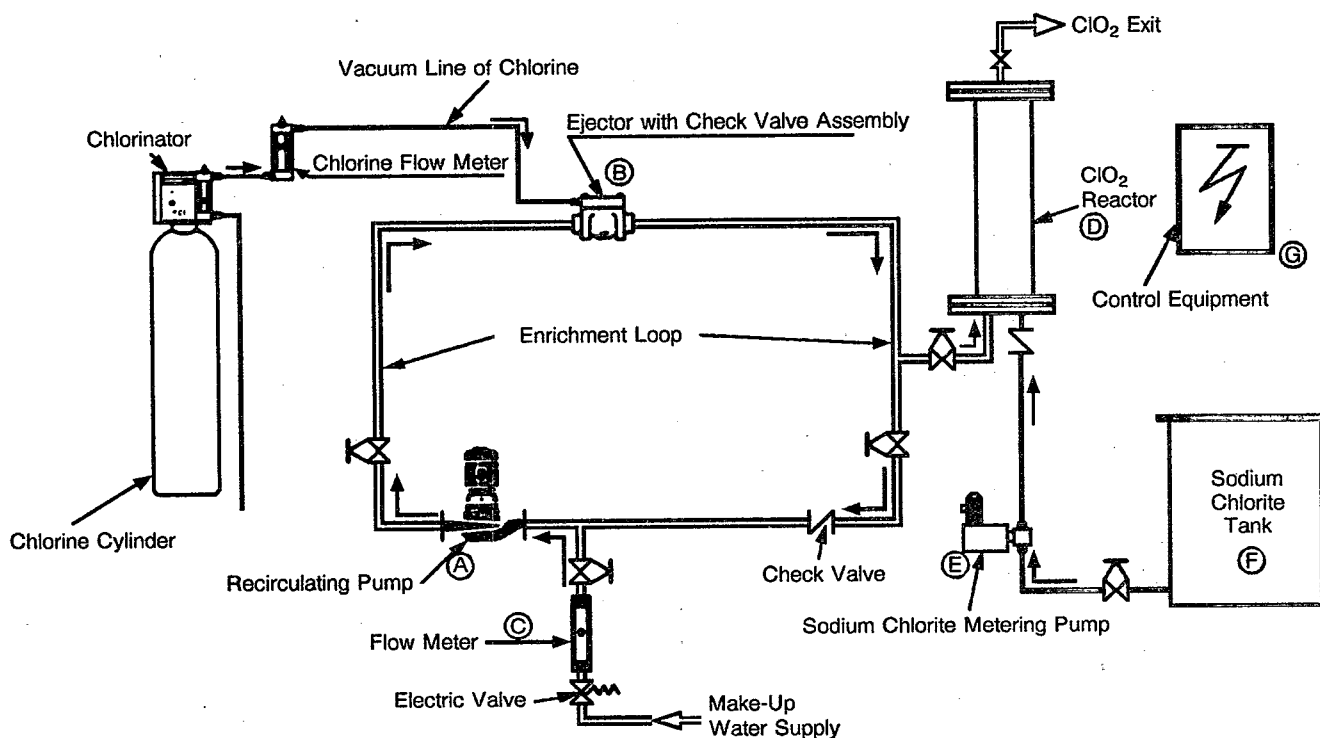 ClO₂ Exit
Vacuum Line of Chlorine
Chlorinator
Ejector with Check Valve Assembly
Chlorine Flow Meter
B
ClO₂
Reactor
D
G
Control Equipment
Enrichment Loop
Sodium
Chlorite
Tank
F
Chlorine Cylinder
Recirculating Pump
A
Check Valve
E
Sodium Chlorite Metering Pump
C
Flow Meter
Electric Valve
Make-Up
Water Supply